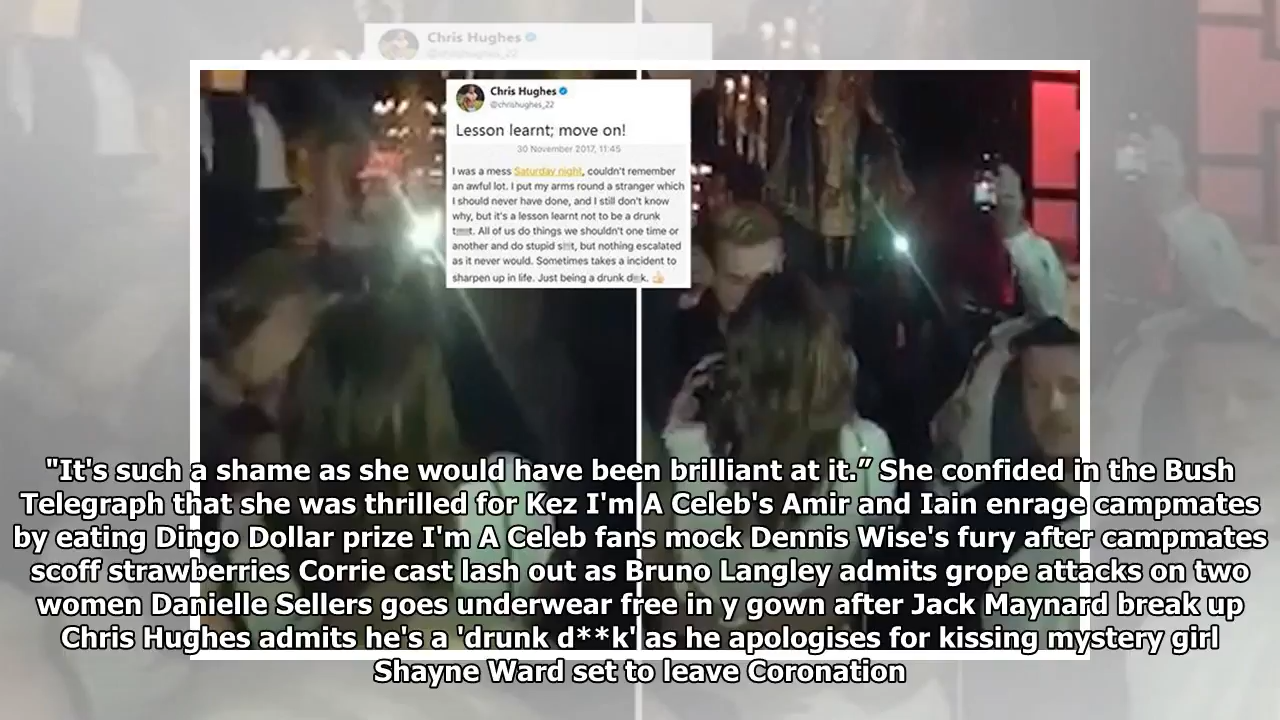 Chris Hughes
@chrishughes_22
Chris Hughes
@chrishughes_22
Lesson learnt; move on!
30 November 2017, 11:45
I was a mess Saturday night, couldn't remember
an awful lot. I put my arms round a stranger which
I should never have done, and I still don't know
why, but it's a lesson learnt not to be a drunk
All of us do things we shouldn't one time or
another and do stupid but nothing escalated
as it never would. Sometimes takes a incident to
sharpen up in life. Just being a drunk
"It's such a shame as she would have been brilliant at it.” She confided in the Bush
Telegraph that she was thrilled for Kez I'm A Celeb's Amir and Iain enrage campmates
by eating Dingo Dollar prize I'm A Celeb fans mock Dennis Wise's fury after campmates
scoff strawberries Corrie cast lash out as Bruno Langley admits grope attacks on two
women Danielle Sellers goes underwear free in y gown after Jack Maynard break up
Chris Hughes admits he's a 'drunk d**k' as he apologises for kissing mystery girl
Shayne Ward set to leave Coronation